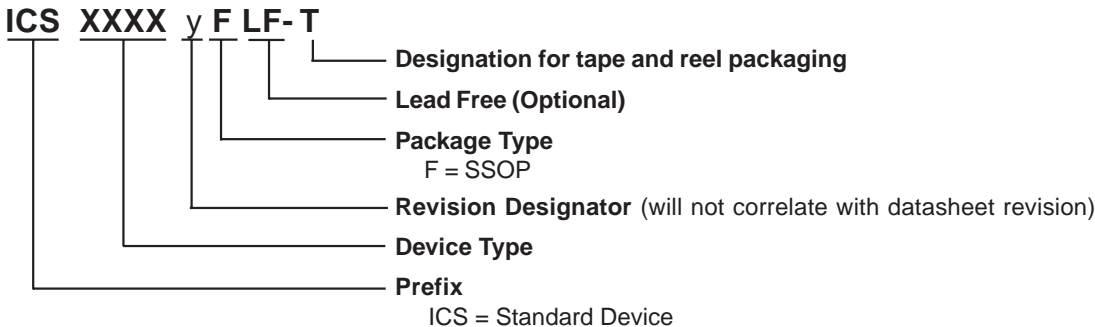 ICS XXXX y F LF- T
Designation for tape and reel packaging
Lead Free (Optional)
Package Type
F = SSOP
Revision Designator (will not correlate with datasheet revision)
Device Type
Prefix
ICS = Standard Device